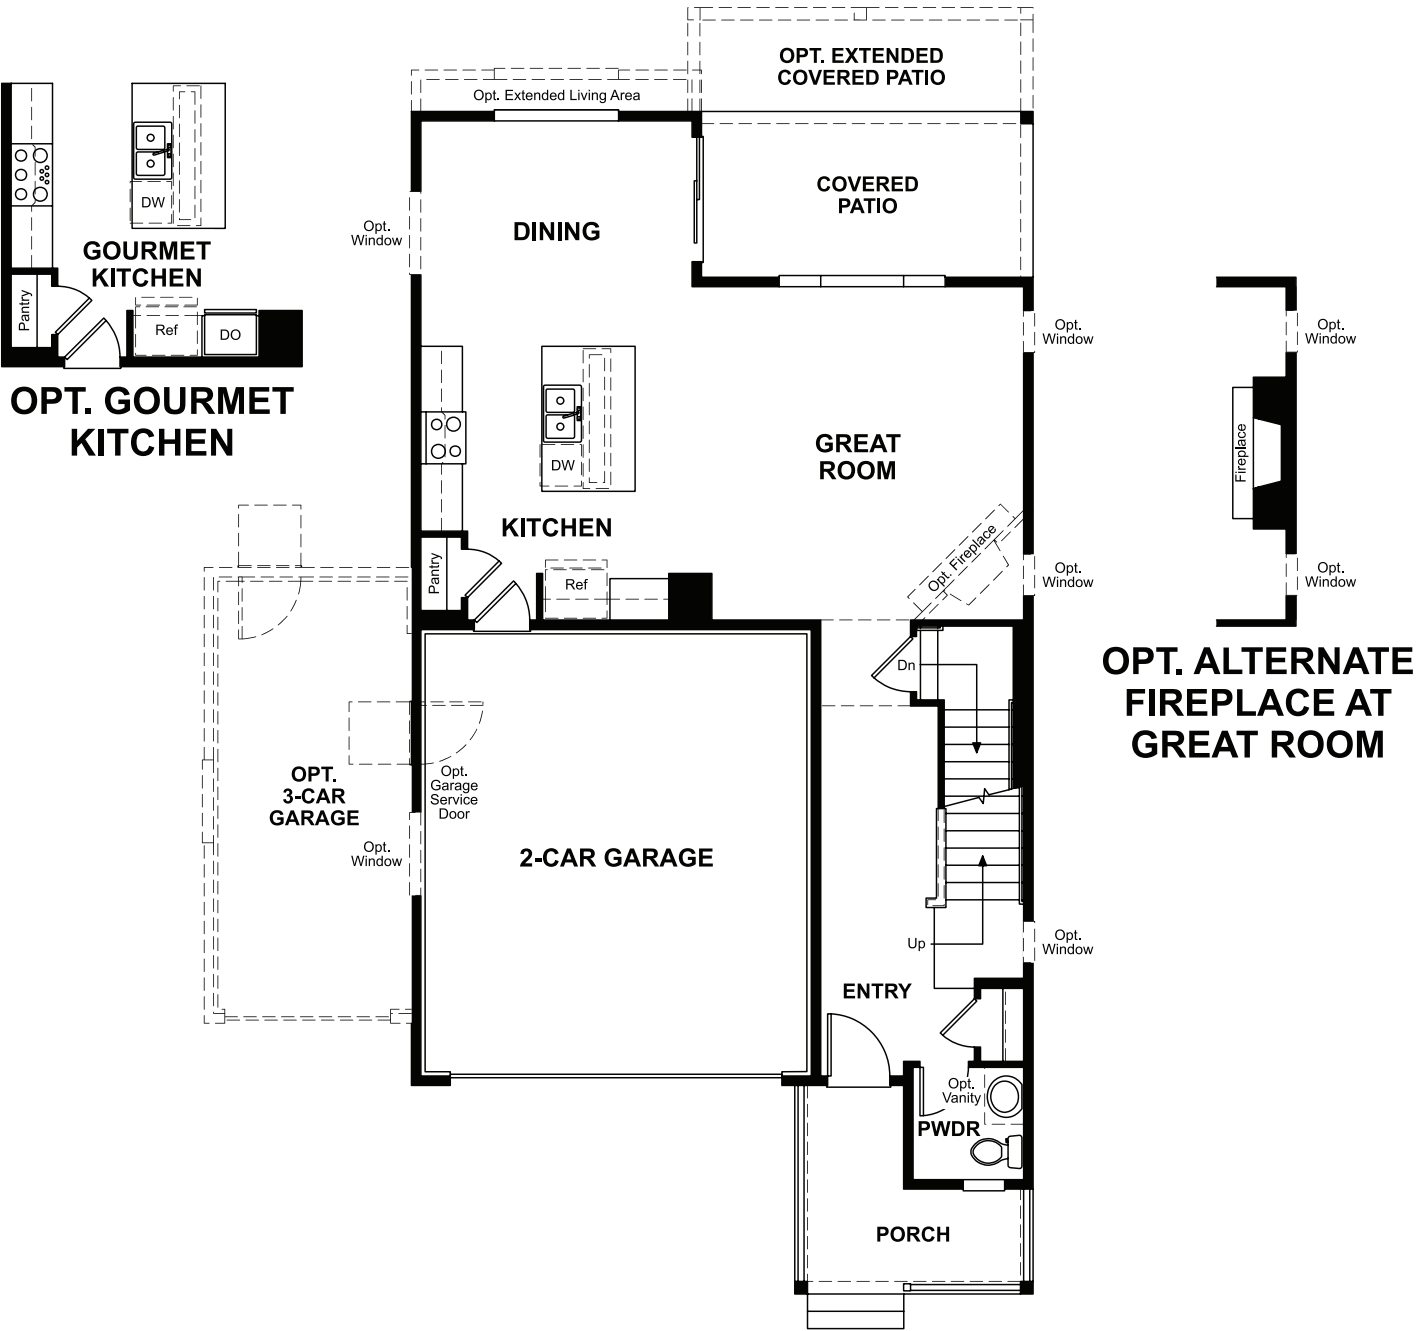 OPT. EXTENDED
COVERED PATIO
Opt. Extended Living Area
COVERED
PATIO
DINING
Opt.
Window
DW
GOURMET
KITCHEN
Pantry
Ref
DO
OPT. GOURMET
KITCHEN
Opt.
Window
Opt.
Window
Fireplace
GREAT
ROOM
DW
KITCHEN
Pantry
Ref
Opt. Fireplace
Opt.
Window
Opt.
Window
OPT. ALTERNATE
FIREPLACE AT
GREAT ROOM
Dn
OPT.
3-CAR
GARAGE
Opt.
Garage
Service
Door
Opt.
Window
2-CAR GARAGE
Up
Opt.
Window
ENTRY
Opt.
Vanity
PWDR
PORCH